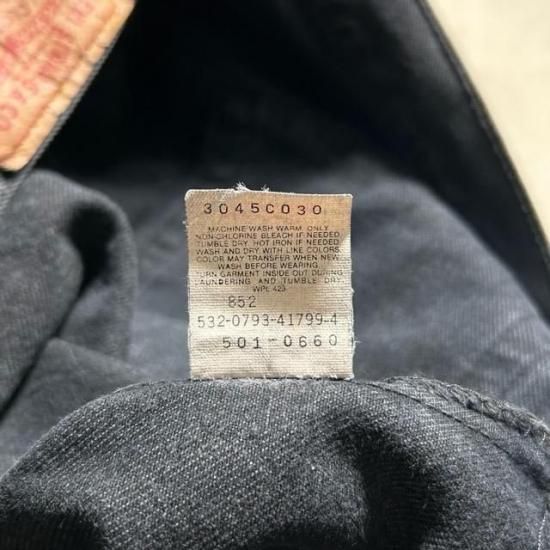 3045C030
MACHINE WASH WARM ONLY
NON-CHLORINE BLEACH IF NEEDED
TUMBLE DRY HOT IRON IF NEEDED
WASH AND DRY WITH LIKE COLORS
COLOR MAY TRANSFER WHEN NEW
WASH BEFORE WEARING
TURN GARMENT INSIDE OUT DURING
LAUNDERING AND TUMBLE DRY
WPL 423
852
532-0793-41799-4
501-0660